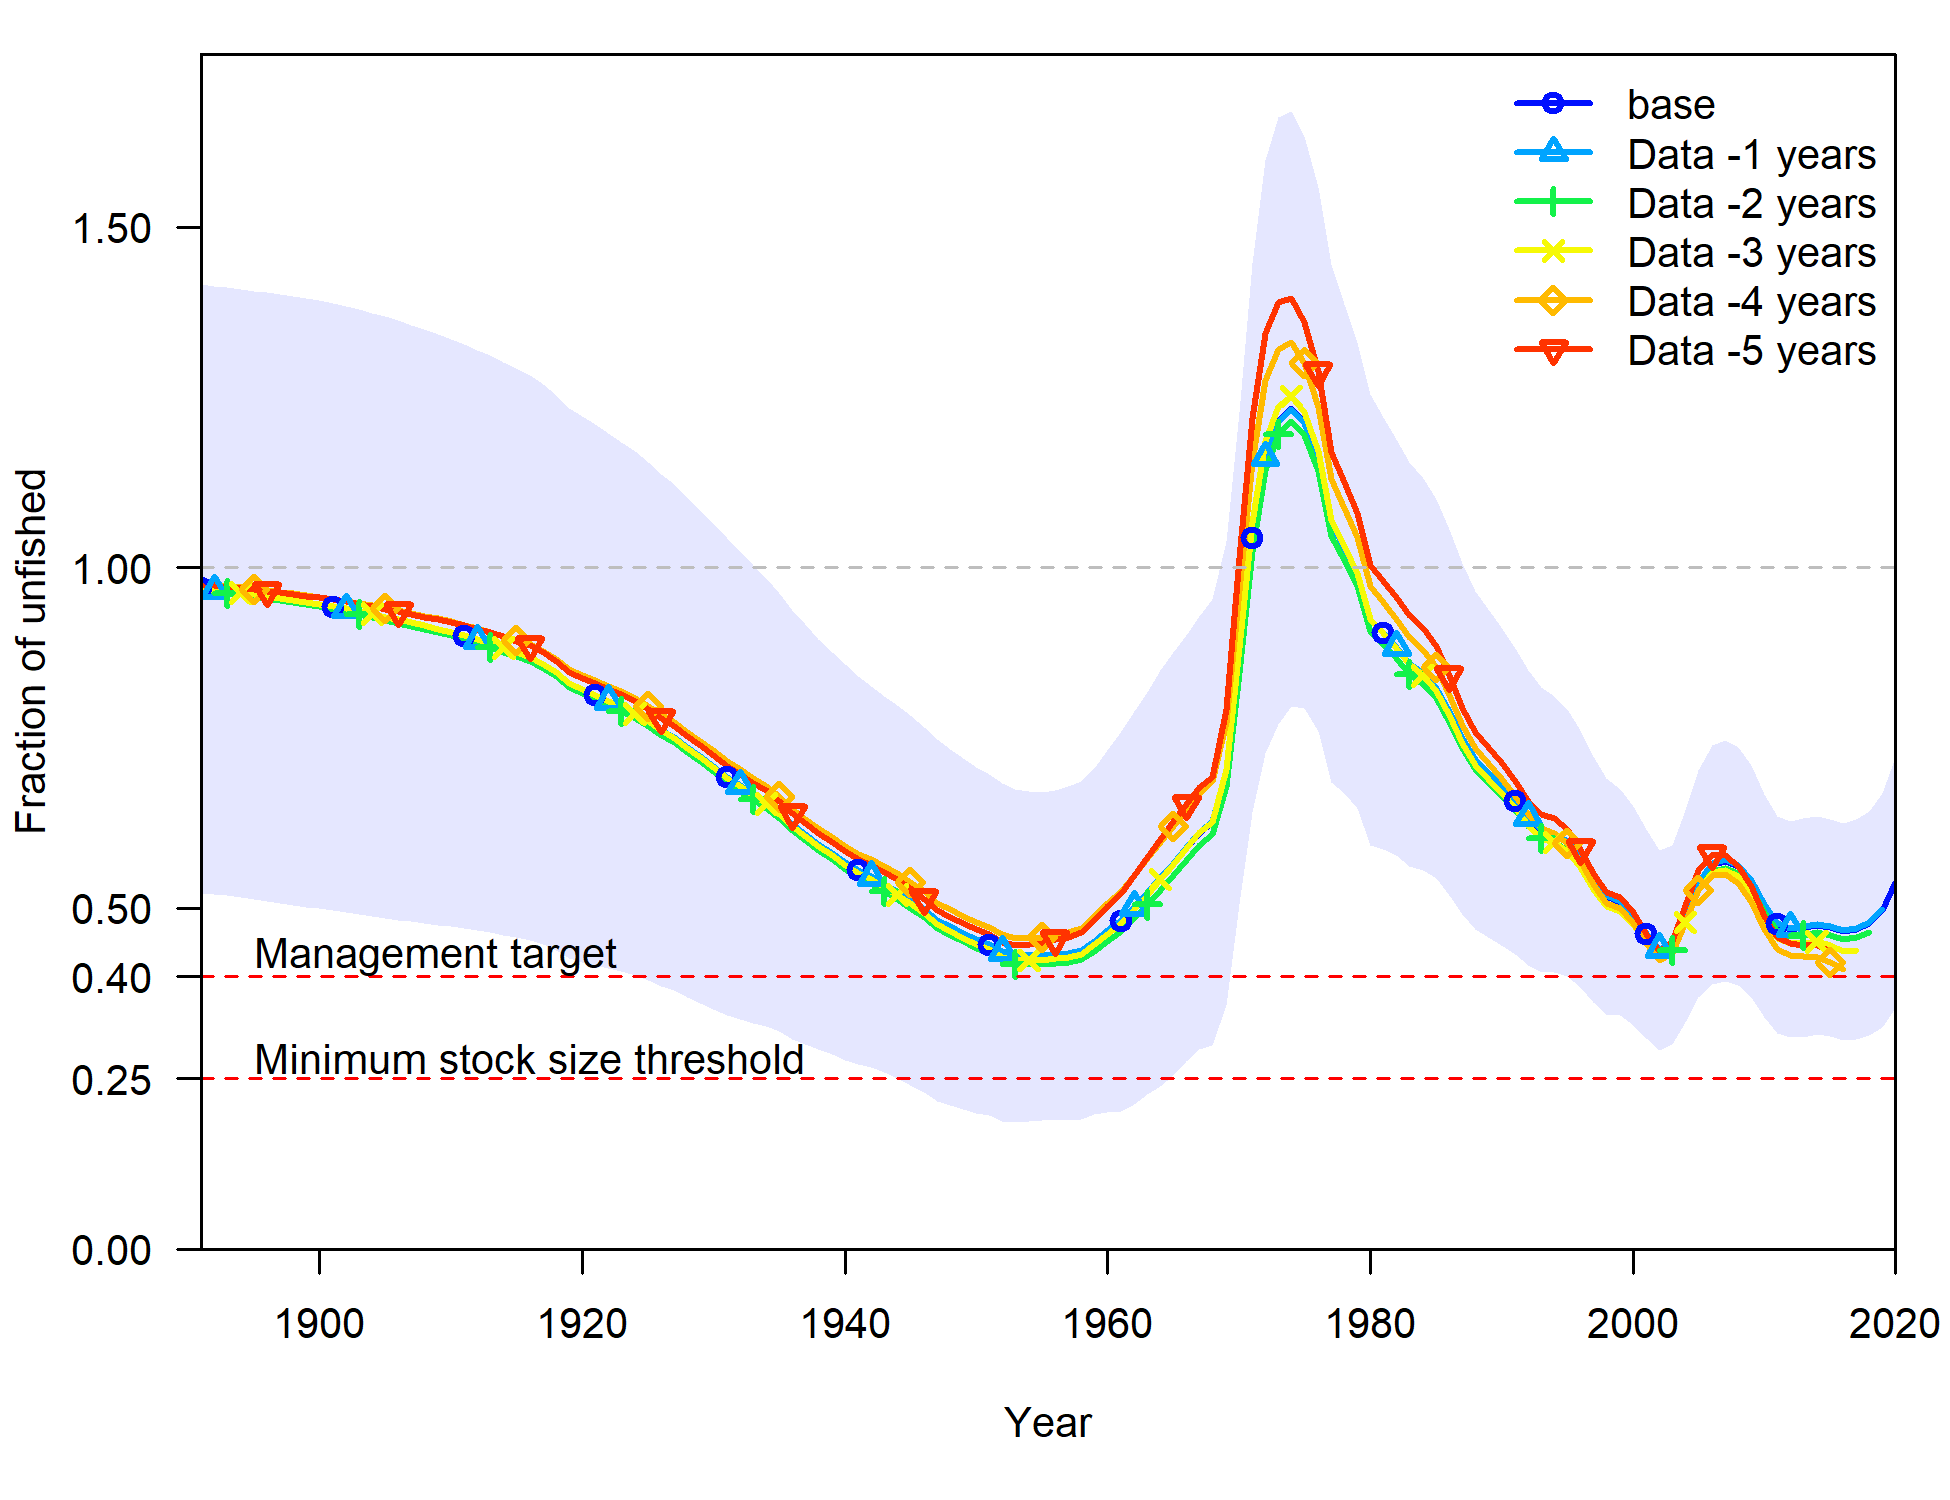 base
Data -1 years
Data -2 years
Data -3 years
Data -4 years
Data -5 years
Fraction of unfished
1.50
1.00
0.50
0.40
0.25
0.00
Management target
Minimum stock size threshold
1900 1920 1940 1960 1980 2000 2020
Year